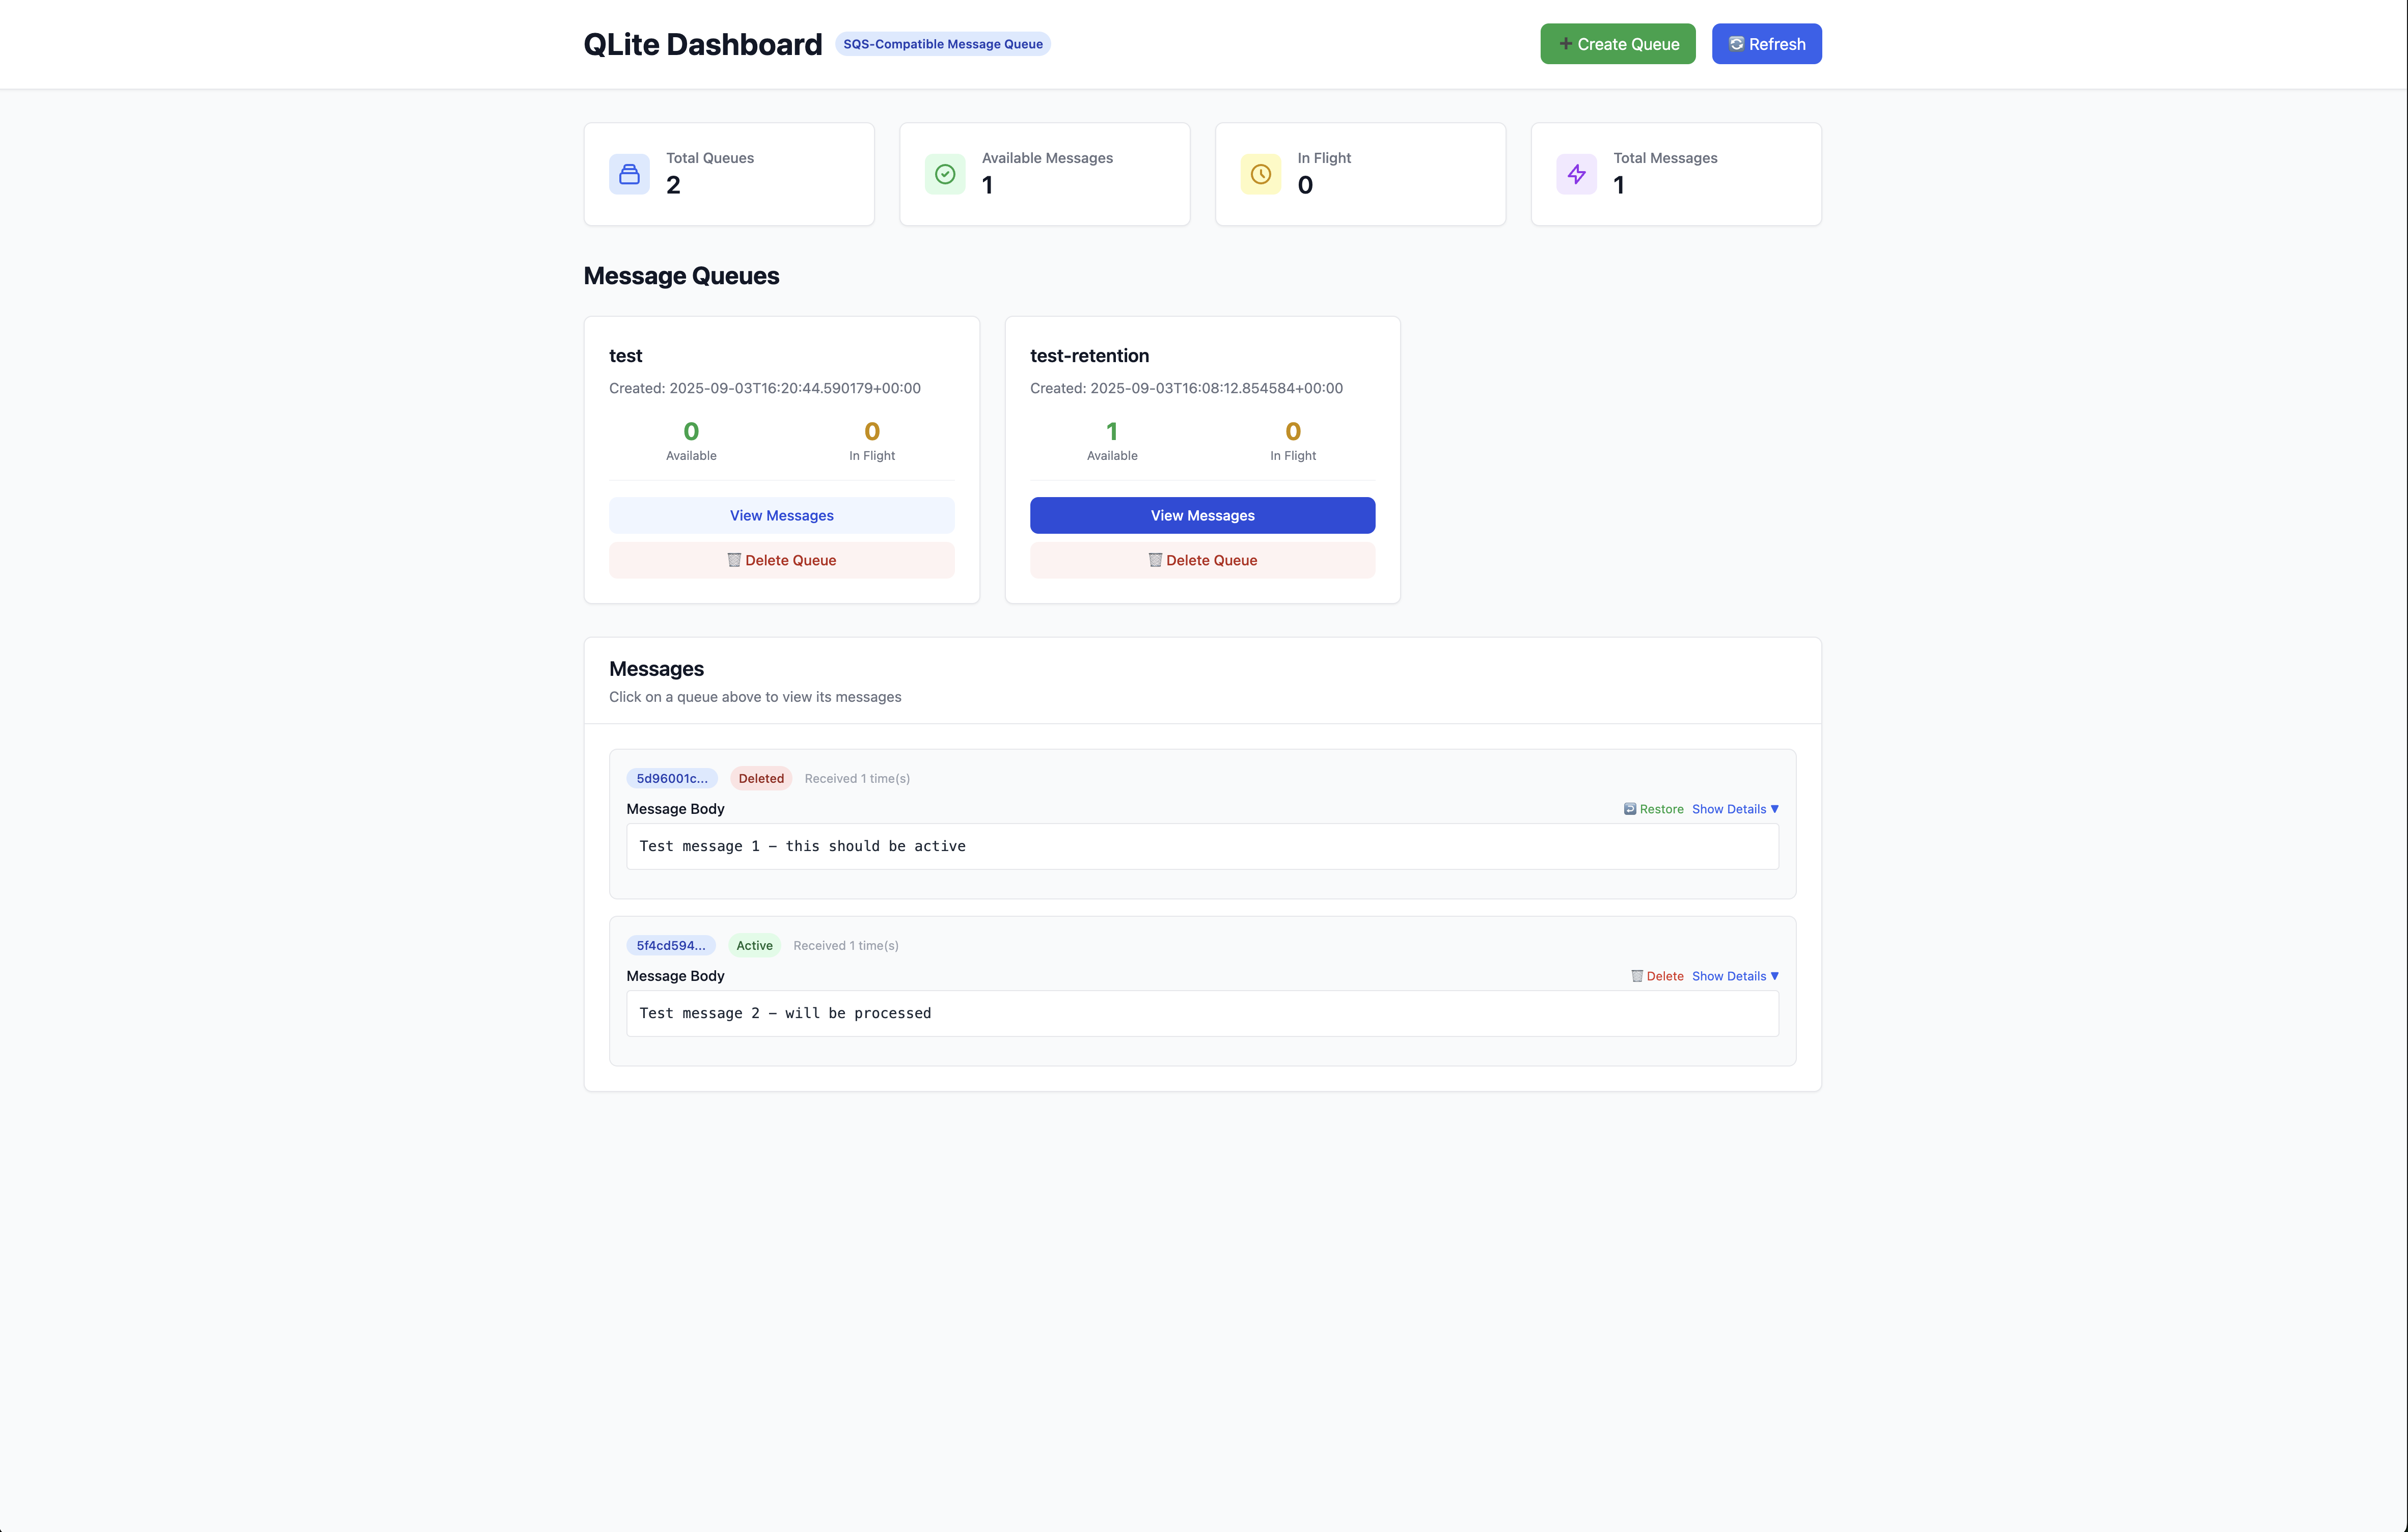 QLite Dashboard
SQS-Compatible Message Queue
➕ Create Queue
🔄 Refresh
Total Queues
2
Available Messages
1
In Flight
0
Total Messages
1
Message Queues
test
Created: 2025-09-03T16:20:44.590179+00:00
0
Available
0
In Flight
View Messages
🗑️ Delete Queue
test-retention
Created: 2025-09-03T16:08:12.854584+00:00
1
Available
0
In Flight
View Messages
🗑️ Delete Queue
Messages
Click on a queue above to view its messages
5d96001c... Deleted Received 1 time(s)
Message Body ↩️ Restore Show Details ▼
Test message 1 - this should be active
5f4cd594... Active Received 1 time(s)
Message Body 🗑️ Delete Show Details ▼
Test message 2 - will be processed